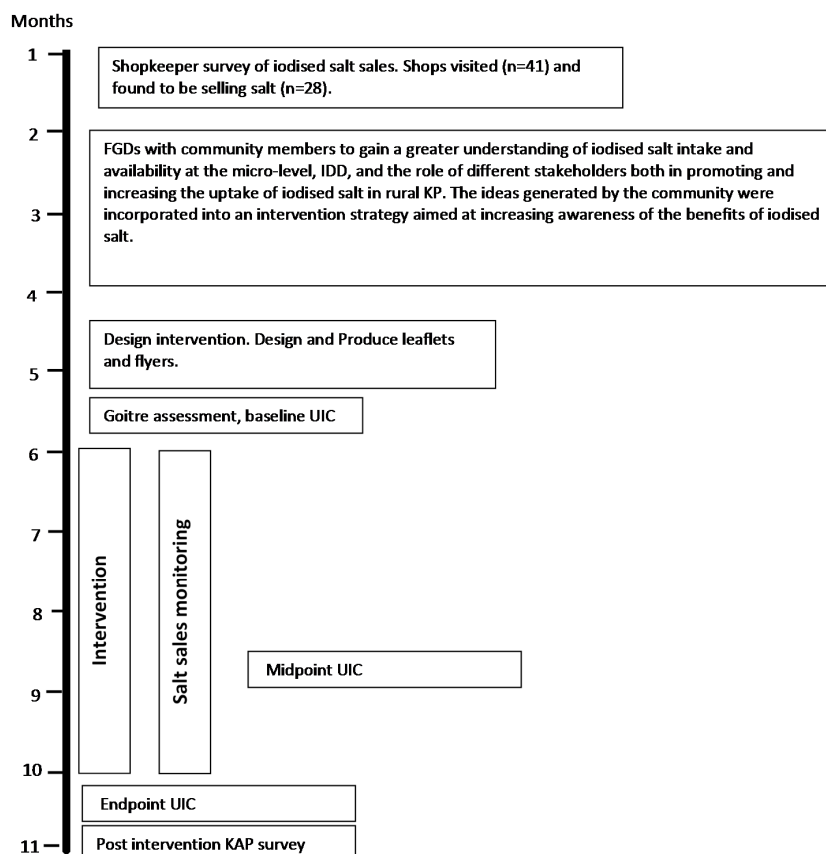 Months
1
Shopkeeper survey of iodised salt sales. Shops visited (n=41) and
found to be selling salt (n=28).
2
FGDs with community members to gain a greater understanding of iodised salt intake and
availability at the micro-level, IDD, and the role of different stakeholders both in promoting and
increasing the uptake of iodised salt in rural KP. The ideas generated by the community were
3
incorporated into an intervention strategy aimed at increasing awareness of the benefits of iodised
salt.
4
Design intervention. Design and Produce leaflets
and flyers.
5
Goitre assessment, baseline UIC
6
7
Intervention
Salt sales monitoring
8
Midpoint UIC
9
10
Endpoint UIC
Post intervention KAP survey
11